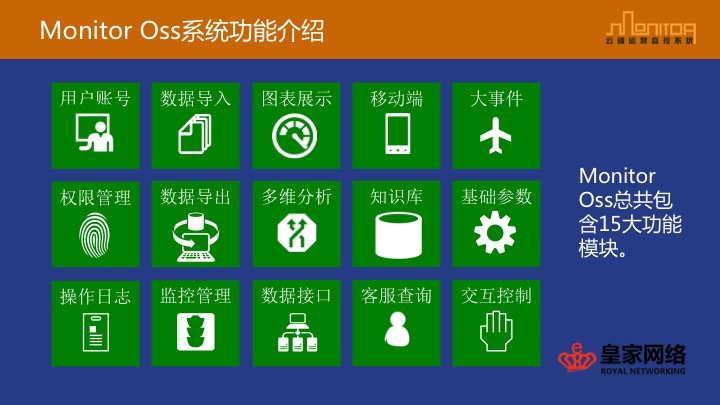 Monitor Oss系统功能介绍
Monitor
云端运营监控系统
用户账号 数据导入 图表展示 移动端 大事件
权限管理 数据导出 多维分析 知识库 基础参数
操作日志 监控管理 数据接口 客服查询 交互控制
Monitor
Oss总共包
含15大功能
模块。
皇家网络
ROYAL NETWORKING